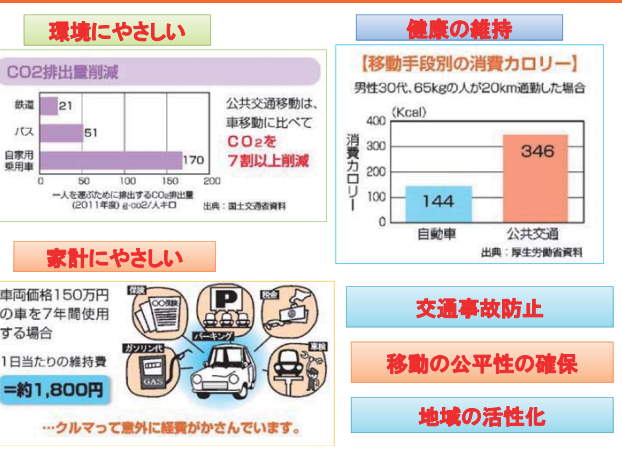 環境にやさしい
CO2排出量削減
鉄道 21
バス 51
自家用
乗用車 170
0 50 100 150 200
一人を運ぶために排出するCO₂排出量
(2011年度) g-co2/人キロ 出典：国土交通省資料
公共交通移動は、
車移動に比べて
CO₂を
7割以上削減
健康の維持
【移動手段別の消費カロリー】
男性30代、65kgの人が20km通勤した場合
(Kcal)
消費カロリー
400
300
200
100
0
144
346
自動車 公共交通
出典：厚生労働省資料
家計にやさしい
車両価格150万円
の車を7年間使用
する場合
1日当たりの維持費
=約1,800円
保険
○○保険
P
パーキング
税金
ガソリン代
GAS
車検
…クルマって意外に経費がかさんでいます。
交通事故防止
移動の公平性の確保
地域の活性化